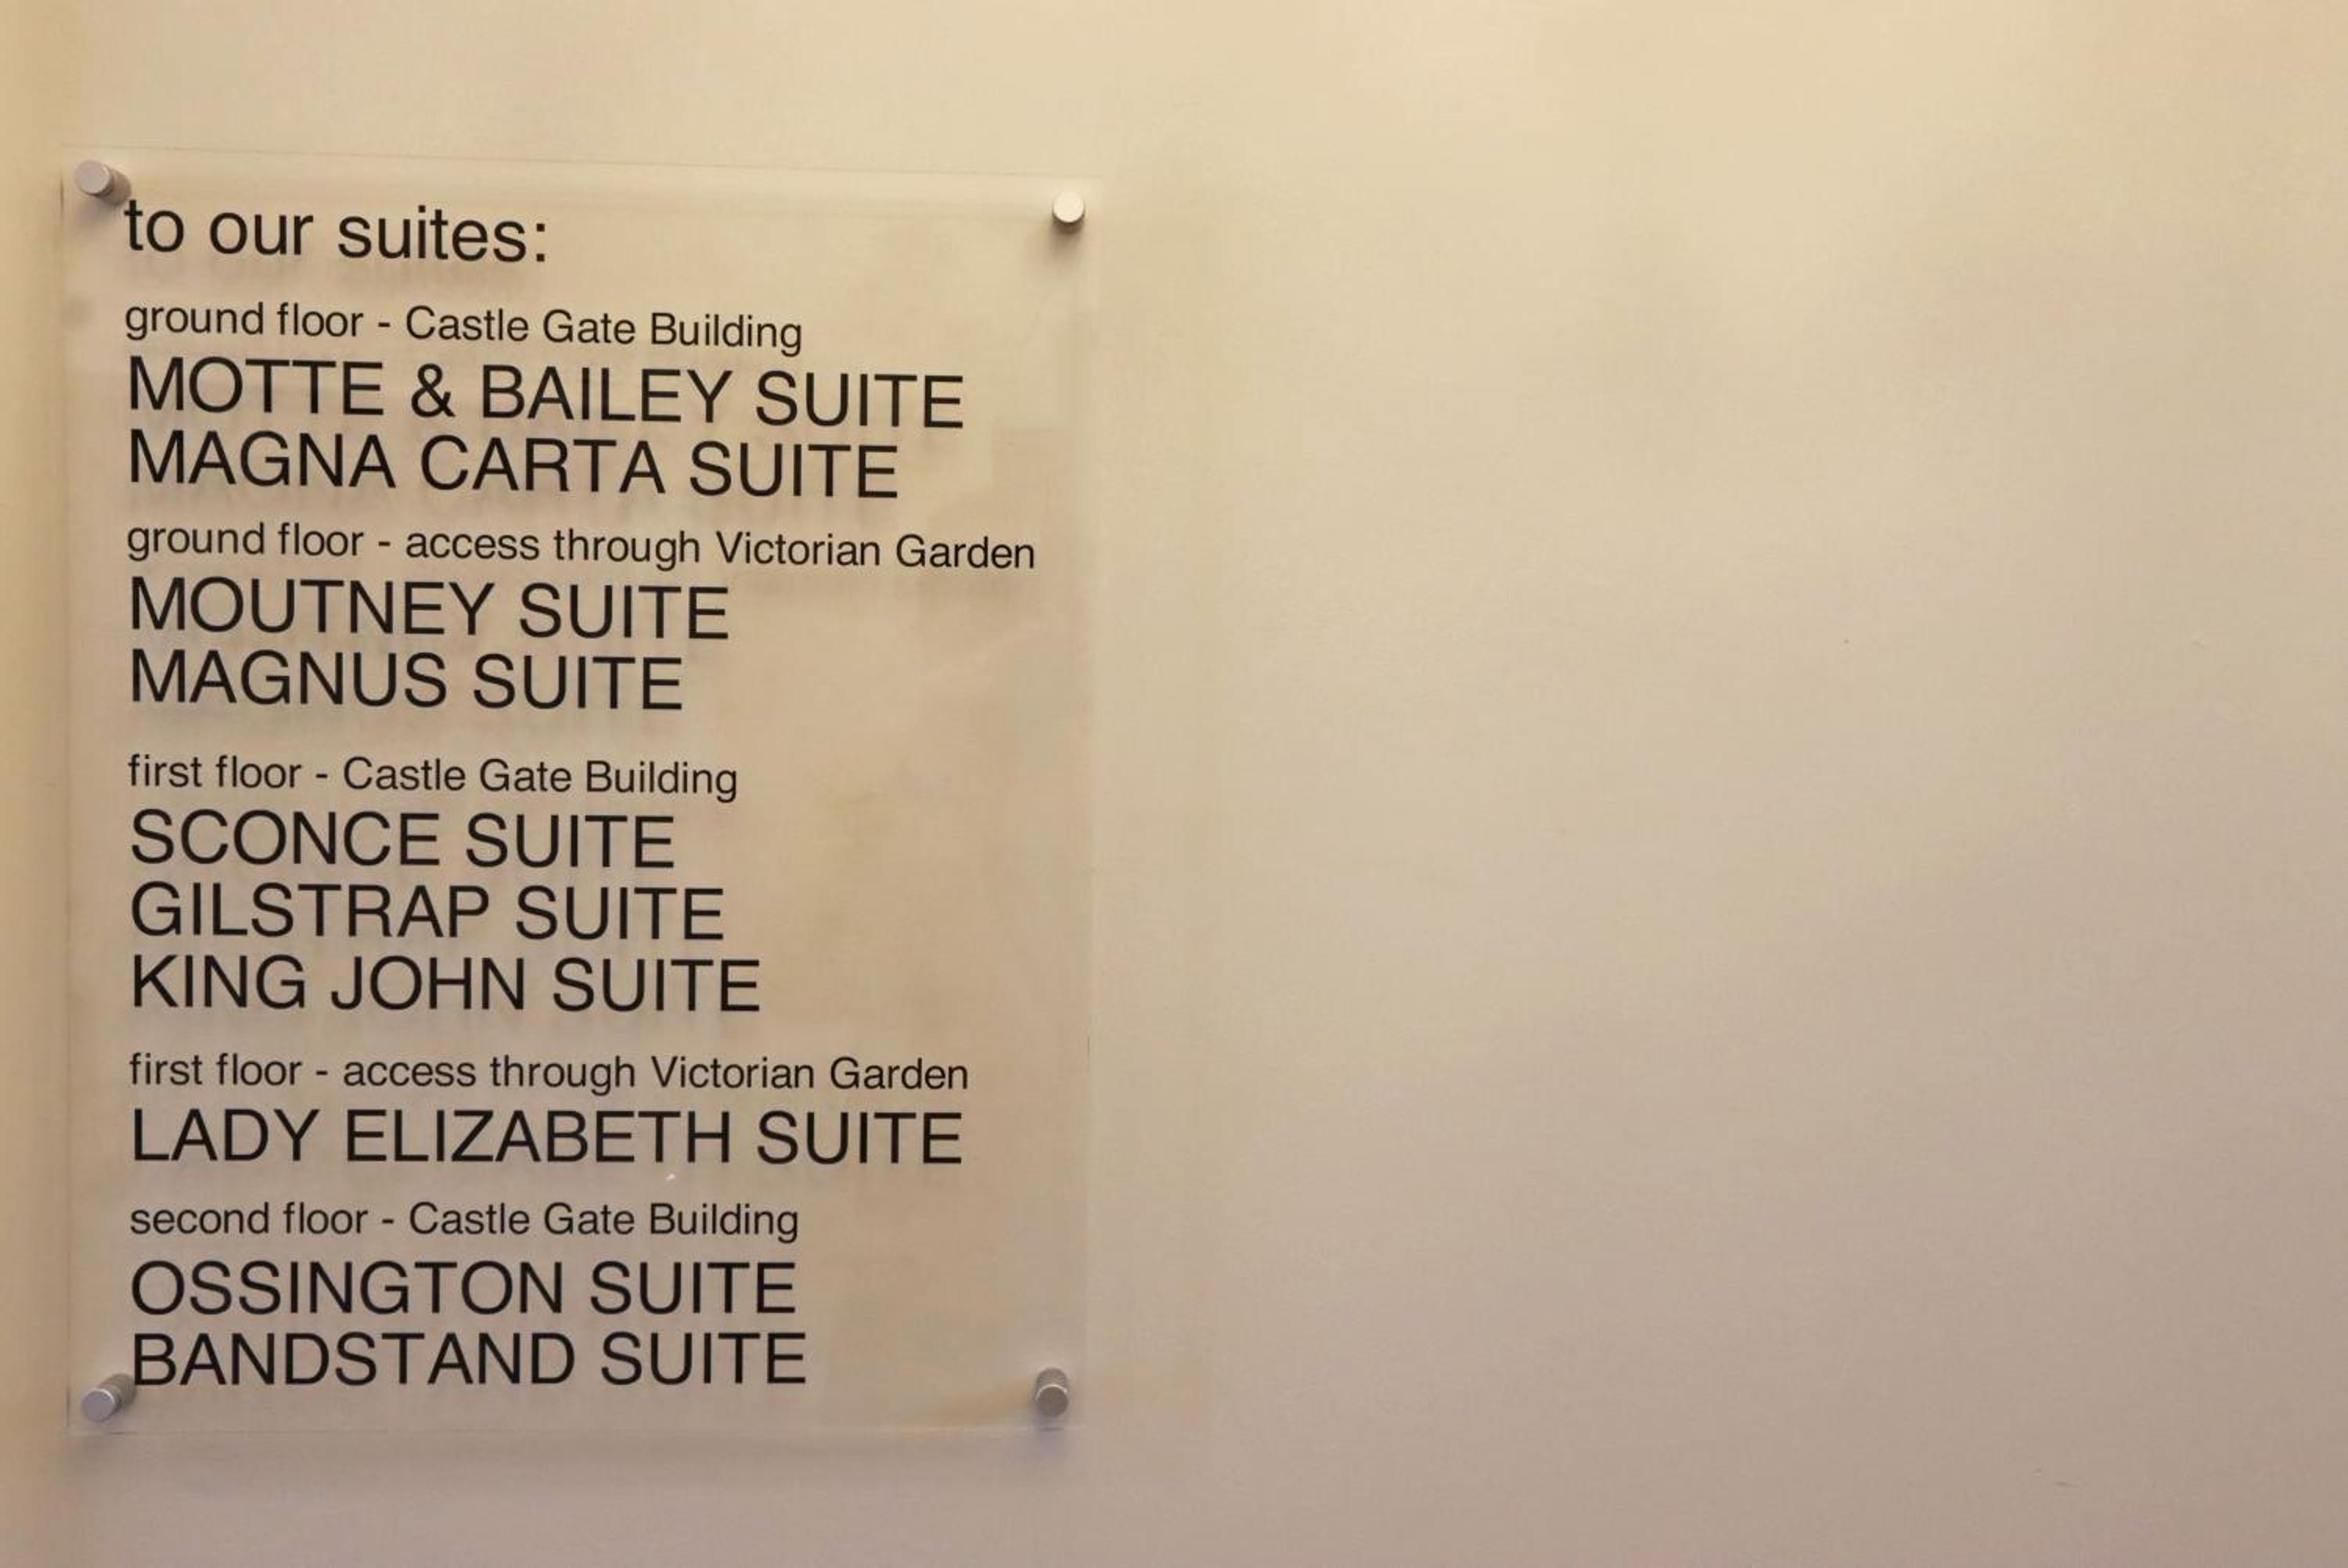 to our suites:
ground floor - Castle Gate Building
MOTTE & BAILEY SUITE
MAGNA CARTA SUITE
ground floor - access through Victorian Garden
MOUTNEY SUITE
MAGNUS SUITE
first floor - Castle Gate Building
SCONCE SUITE
GILSTRAP SUITE
KING JOHN SUITE
first floor - access through Victorian Garden
LADY ELIZABETH SUITE
second floor - Castle Gate Building
OSSINGTON SUITE
BANDSTAND SUITE